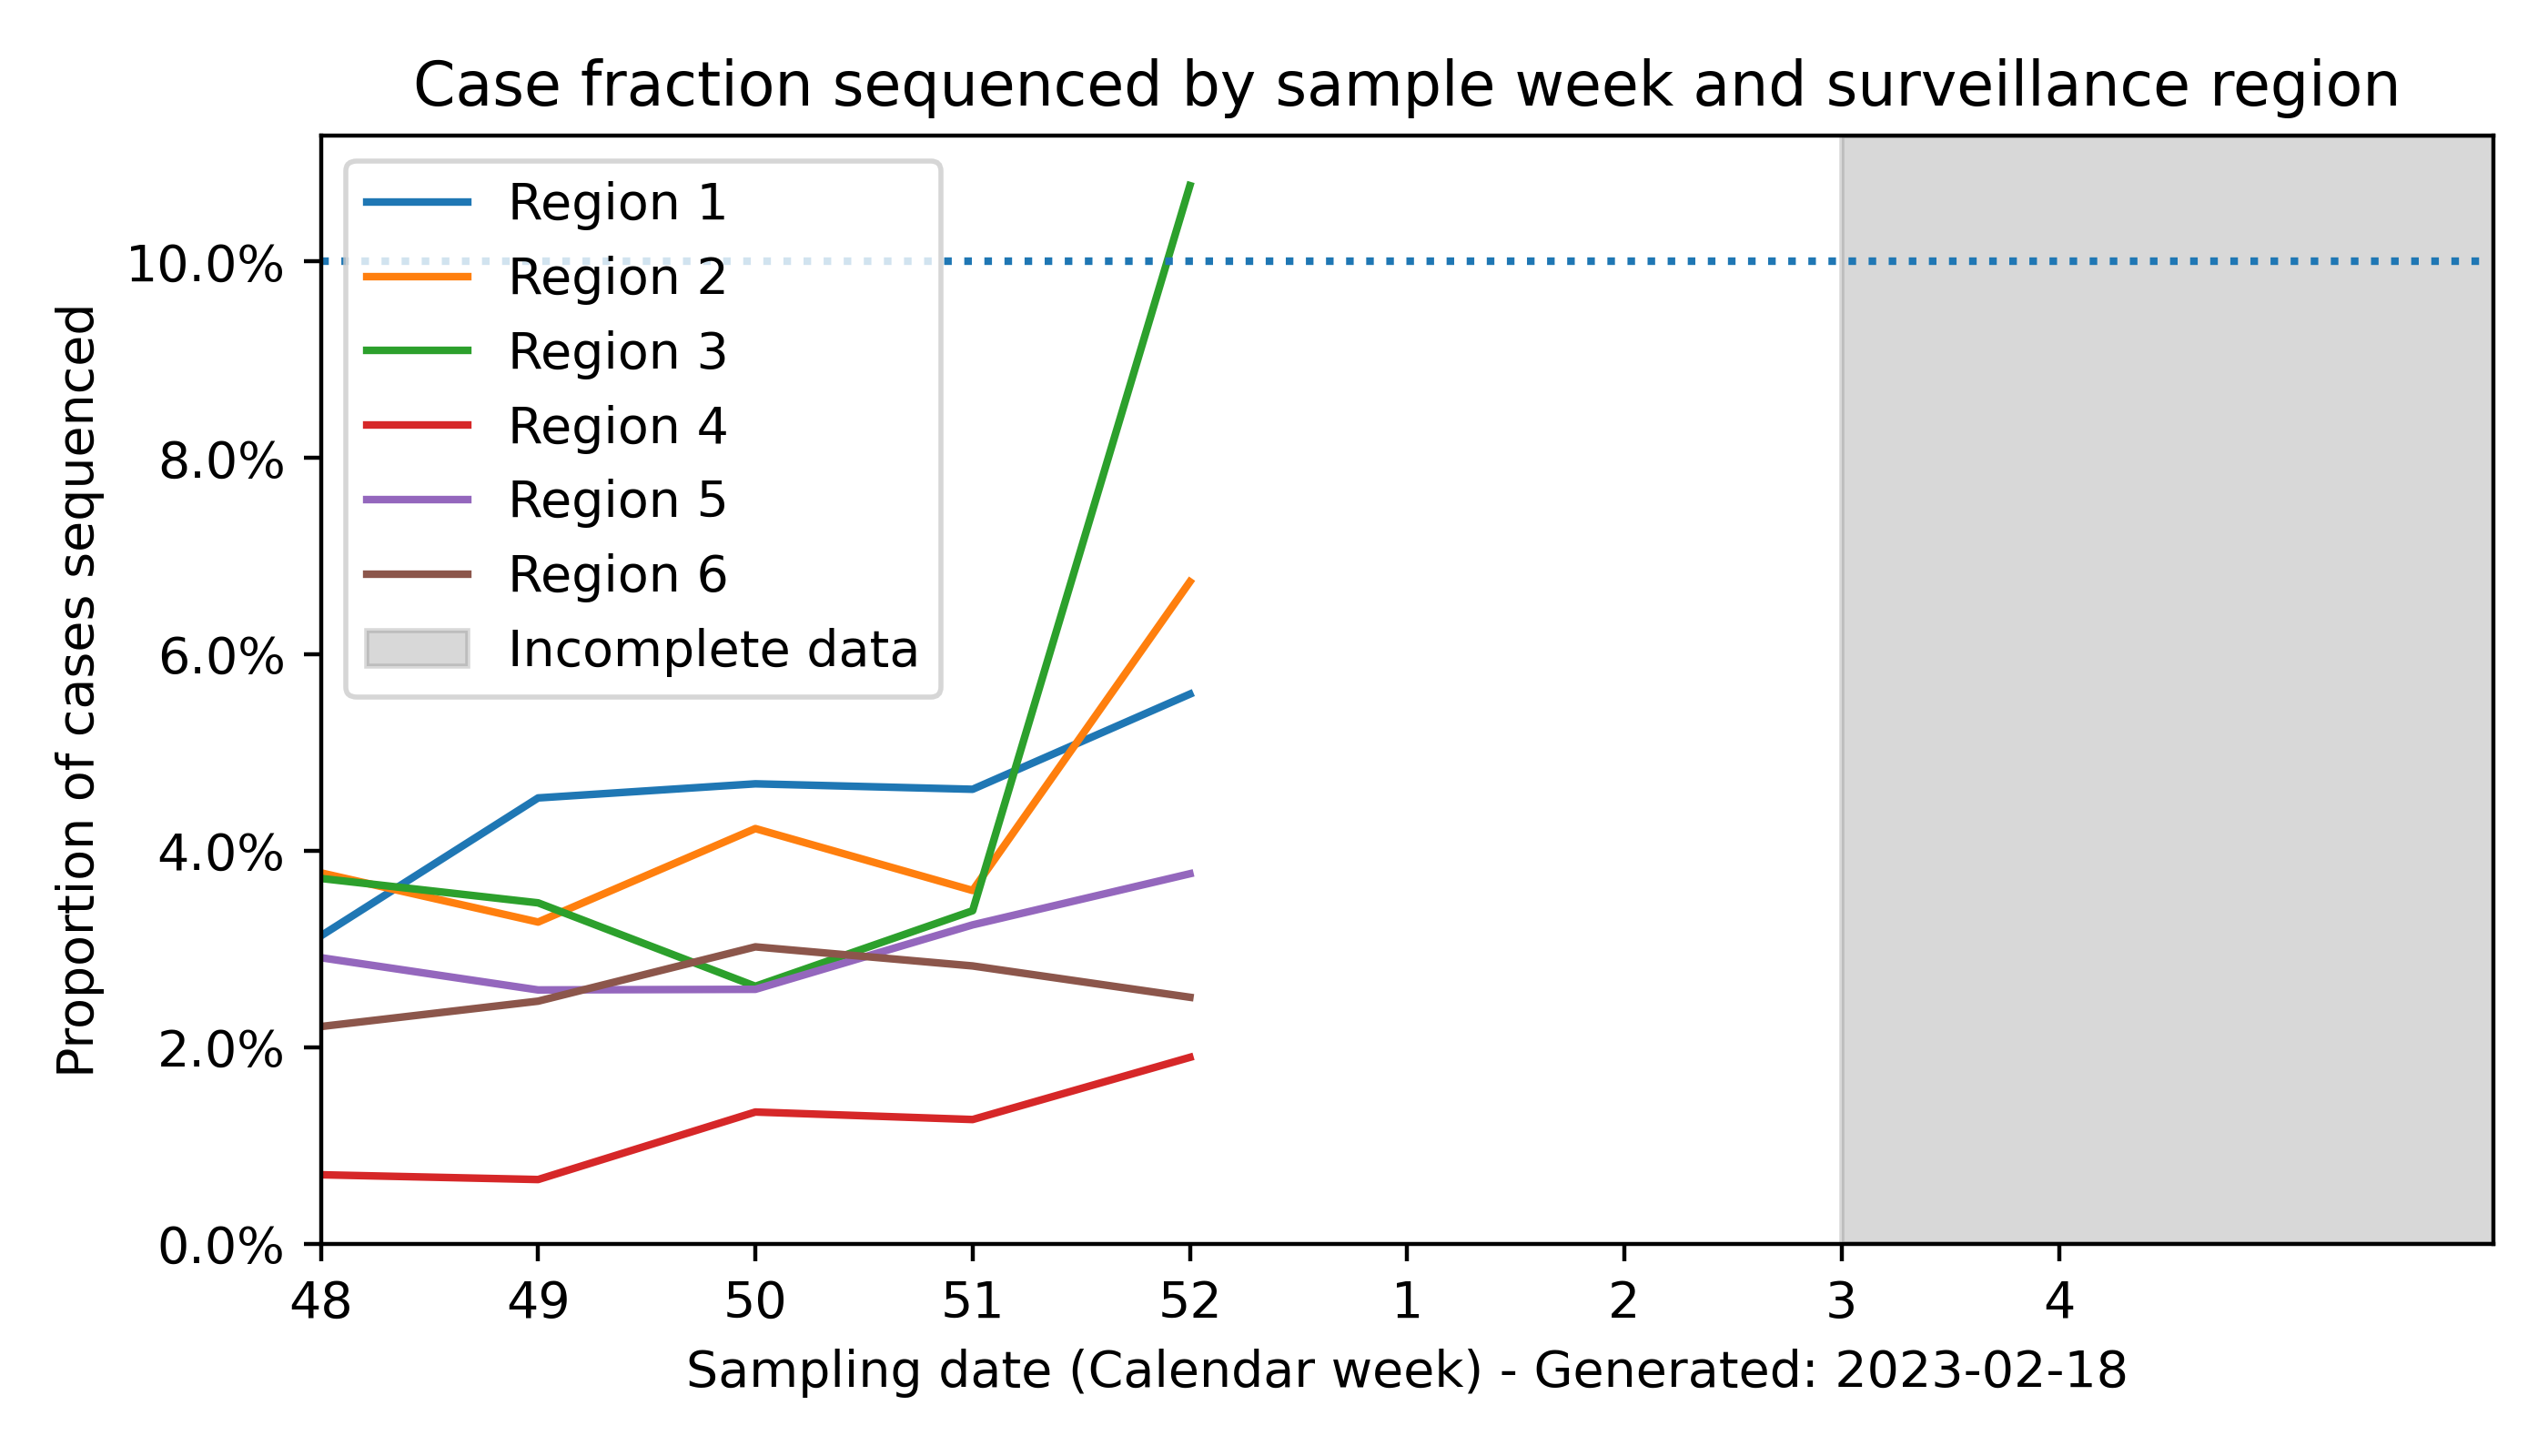 Case fraction sequenced by sample week and surveillance region
Region 1
Region 2
Region 3
Region 4
Region 5
Region 6
Incomplete data
Proportion of cases sequenced
10.0%
8.0%
6.0%
4.0%
2.0%
0.0%
48 49 50 51 52 1 2 3 4
Sampling date (Calendar week) - Generated: 2023-02-18